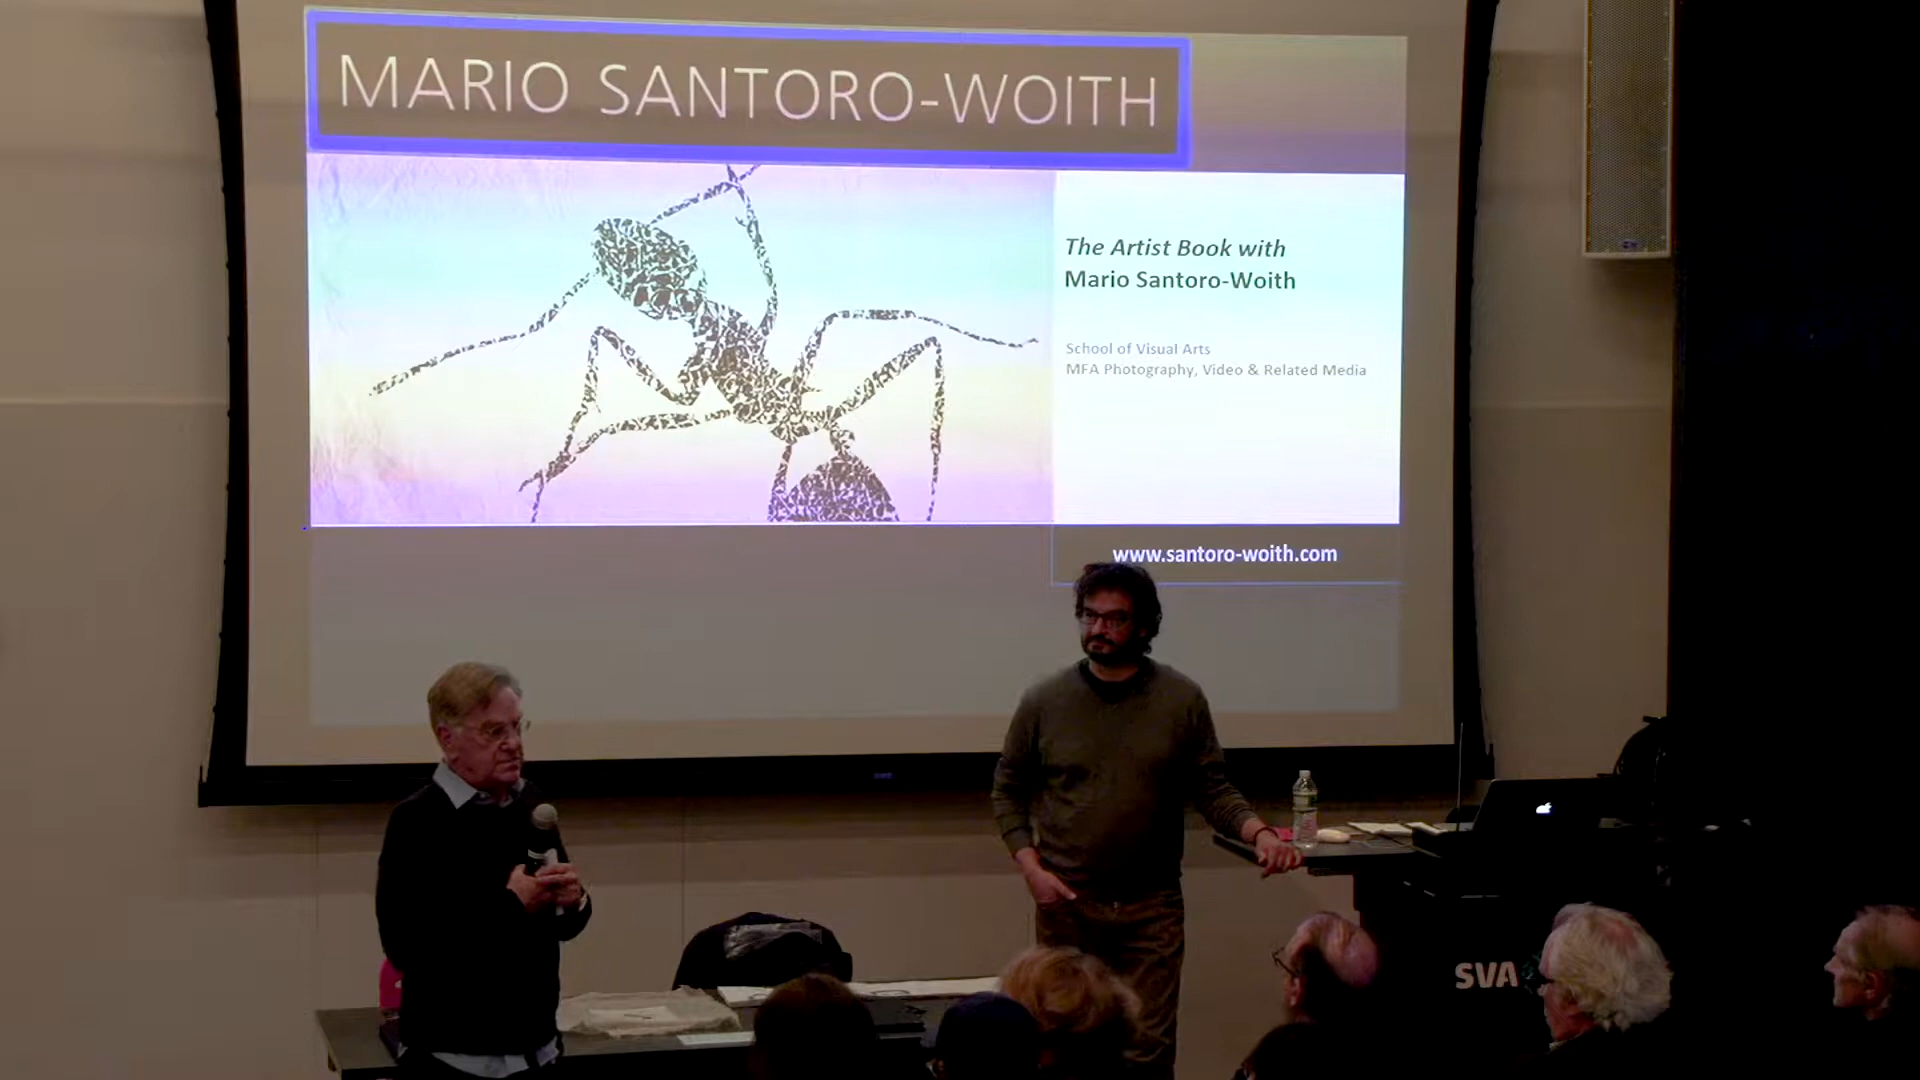 MARIO SANTORO-WOITH
The Artist Book with
Mario Santoro-Woith
School of Visual Arts
MFA Photography, Video & Related Media
www.santoro-woith.com
SVA